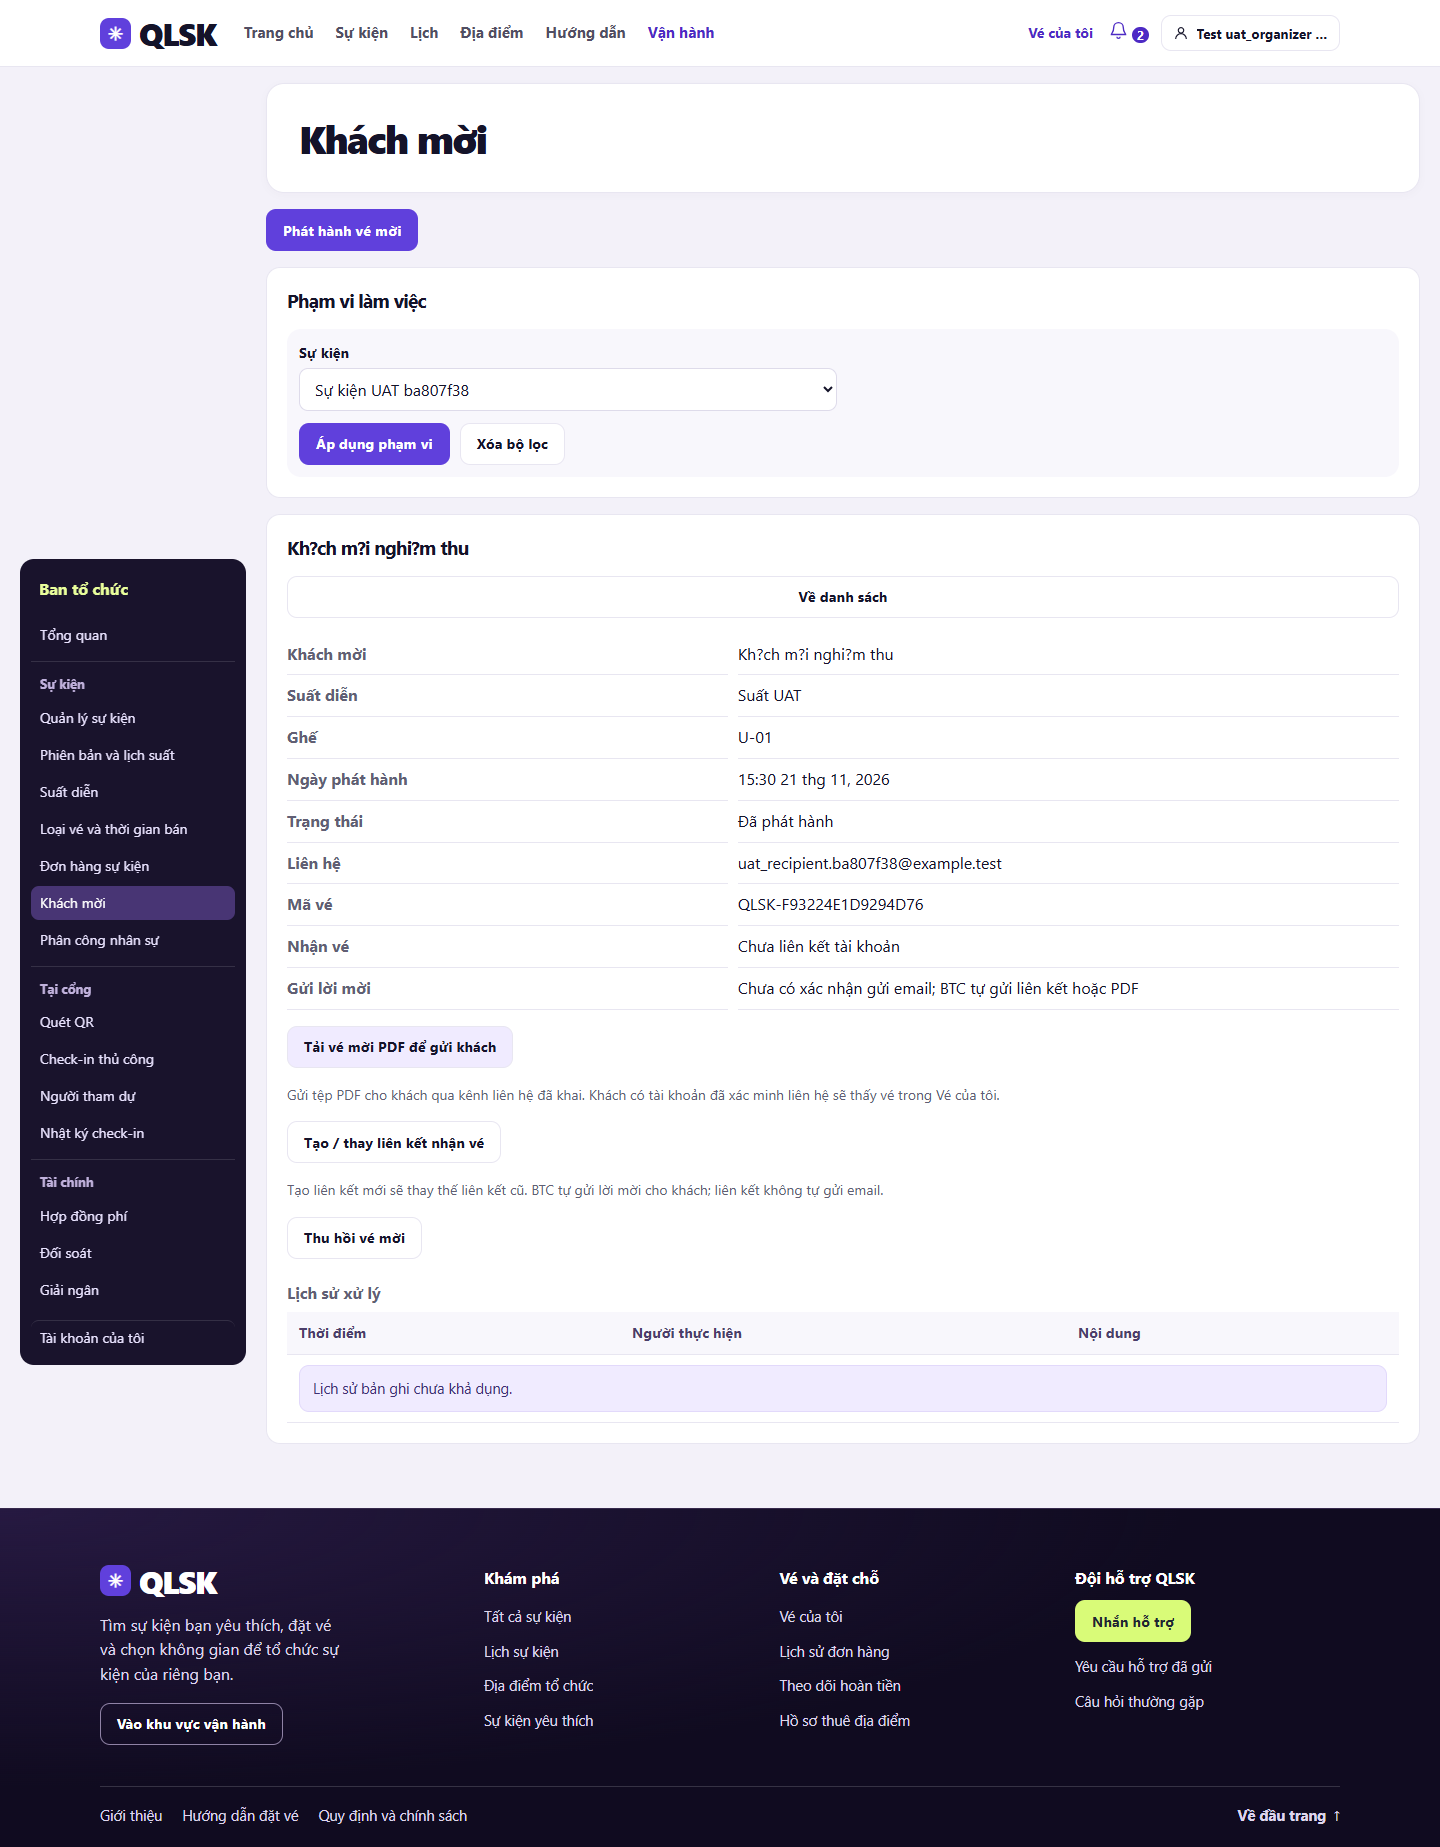 QLSK
Trang chủ
Sự kiện
Lịch
Địa điểm
Hướng dẫn
Vận hành
Vé của tôi
2
Test uat_organizer ...
Khách mời
Phát hành vé mời
Phạm vi làm việc
Sự kiện
Sự kiện UAT ba807f38
Áp dụng phạm vi
Xóa bộ lọc
Ban tổ chức
Tổng quan
Sự kiện
Quản lý sự kiện
Phiên bản và lịch suất
Suất diễn
Loại vé và thời gian bán
Đơn hàng sự kiện
Khách mời
Phân công nhân sự
Tại cổng
Quét QR
Check-in thủ công
Người tham dự
Nhật ký check-in
Tài chính
Hợp đồng phí
Đối soát
Giải ngân
Tài khoản của tôi
Kh?ch m?i nghi?m thu
Về danh sách
Khách mời Kh?ch m?i nghi?m thu
Suất diễn Suất UAT
Ghế U-01
Ngày phát hành 15:30 21 thg 11, 2026
Trạng thái Đã phát hành
Liên hệ uat_recipient.ba807f38@example.test
Mã vé QLSK-F93224E1D9294D76
Nhận vé Chưa liên kết tài khoản
Gửi lời mời Chưa có xác nhận gửi email; BTC tự gửi liên kết hoặc PDF
Tải vé mời PDF để gửi khách
Gửi tệp PDF cho khách qua kênh liên hệ đã khai. Khách có tài khoản đã xác minh liên hệ sẽ thấy vé trong Vé của tôi.
Tạo / thay liên kết nhận vé
Tạo liên kết mới sẽ thay thế liên kết cũ. BTC tự gửi lời mời cho khách; liên kết không tự gửi email.
Thu hồi vé mời
Lịch sử xử lý
Thời điểm Người thực hiện Nội dung
Lịch sử bản ghi chưa khả dụng.
QLSK
Tìm sự kiện bạn yêu thích, đặt vé
và chọn không gian để tổ chức sự
kiện của riêng bạn.
Vào khu vực vận hành
Khám phá
Tất cả sự kiện
Lịch sự kiện
Địa điểm tổ chức
Sự kiện yêu thích
Vé và đặt chỗ
Vé của tôi
Lịch sử đơn hàng
Theo dõi hoàn tiền
Hồ sơ thuê địa điểm
Đội hỗ trợ QLSK
Nhắn hỗ trợ
Yêu cầu hỗ trợ đã gửi
Câu hỏi thường gặp
Giới thiệu
Hướng dẫn đặt vé
Quy định và chính sách
Về đầu trang ↑